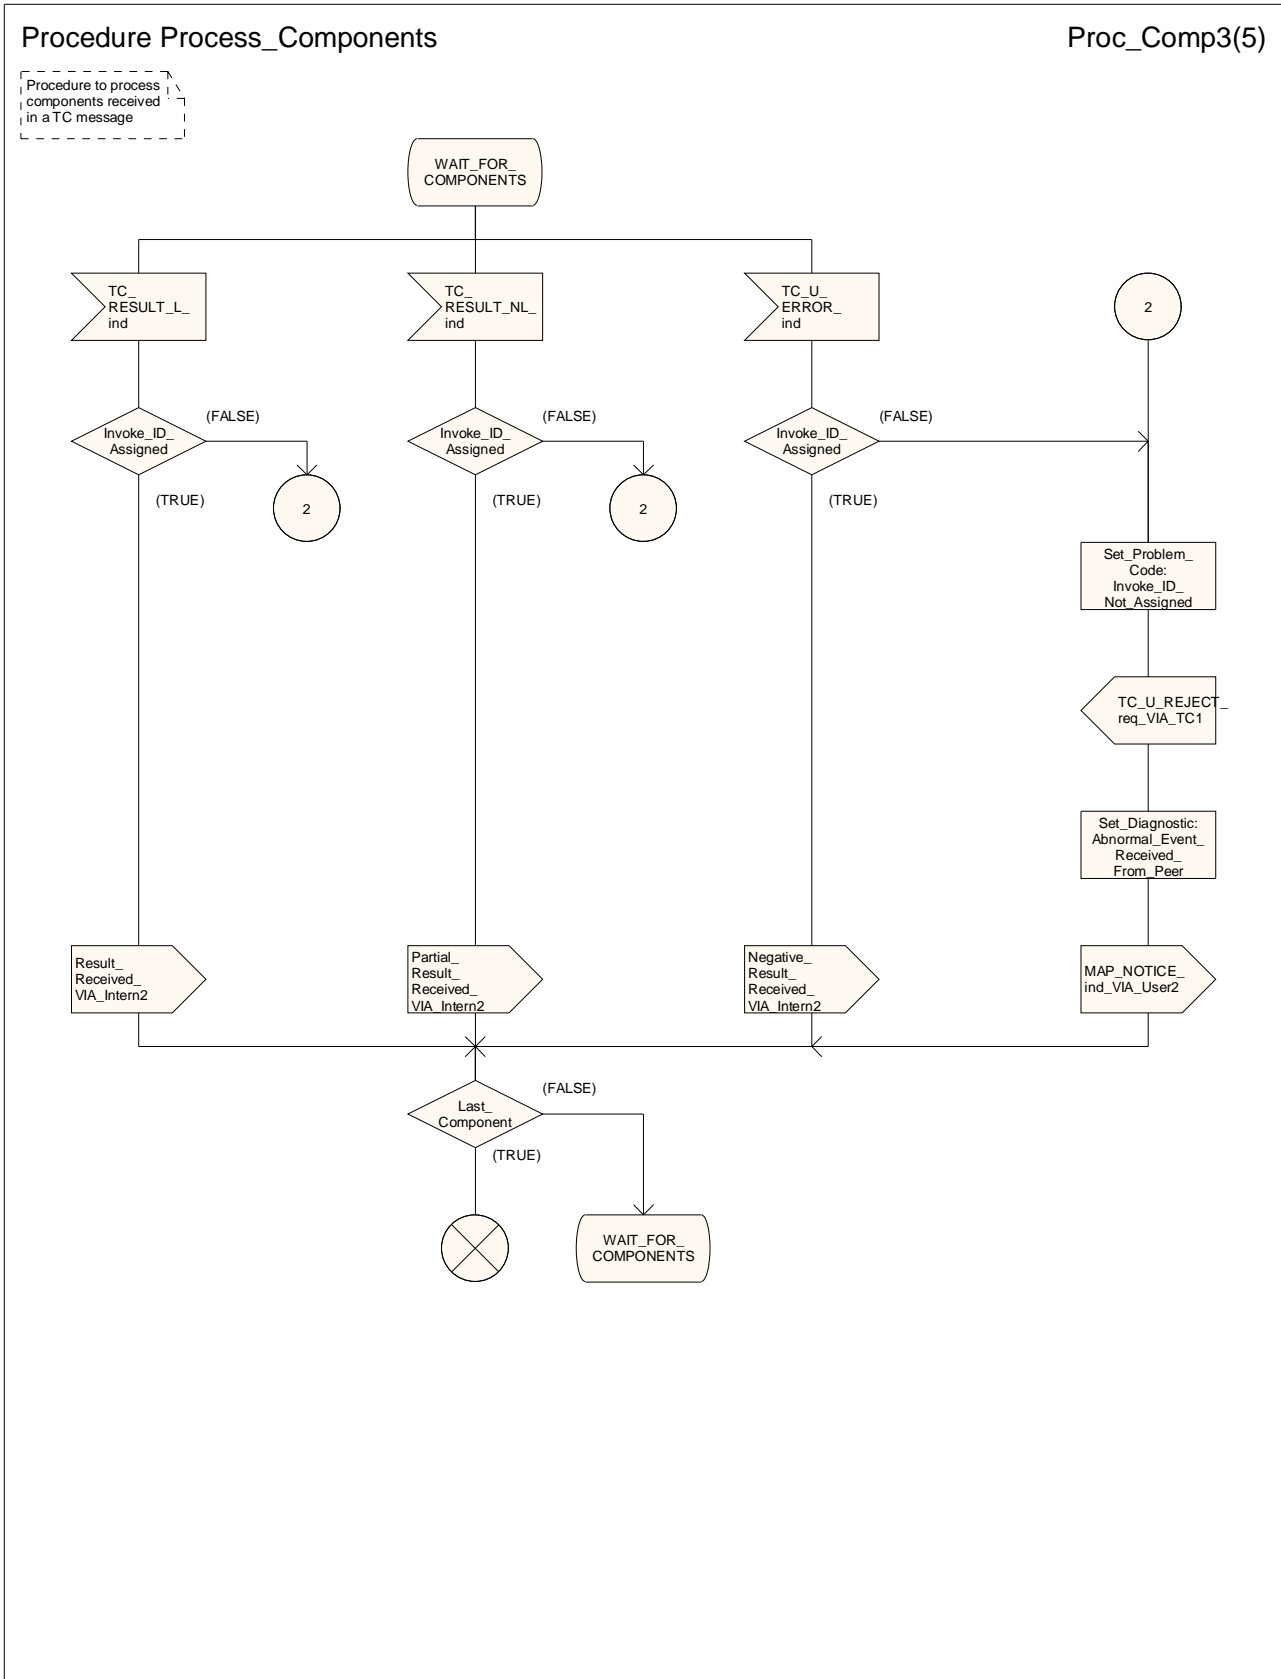 Procedure Process_Components
Proc_Comp3(5)
Procedure to process
components received
in a TC message
WAIT_FOR_
COMPONENTS
TC_
RESULT_L_
ind
TC_
RESULT_NL_
ind
TC_U_
ERROR_
ind
2
Invoke_ID_
Assigned
(FALSE)
(TRUE)
2
Invoke_ID_
Assigned
(FALSE)
(TRUE)
2
Invoke_ID_
Assigned
(FALSE)
(TRUE)
Set_Problem_
Code:
Invoke_ID_
Not_Assigned
TC_U_REJECT_
req_VIA_TC1
Set_Diagnostic:
Abnormal_Event_
Received_
From_Peer
Result_
Received_
VIA_Intern2
Partial_
Result_
Received_
VIA_Intern2
Negative_
Result_
Received_
VIA_Intern2
MAP_NOTICE_
ind_VIA_User2
Last_
Component
(FALSE)
(TRUE)
WAIT_FOR_
COMPONENTS